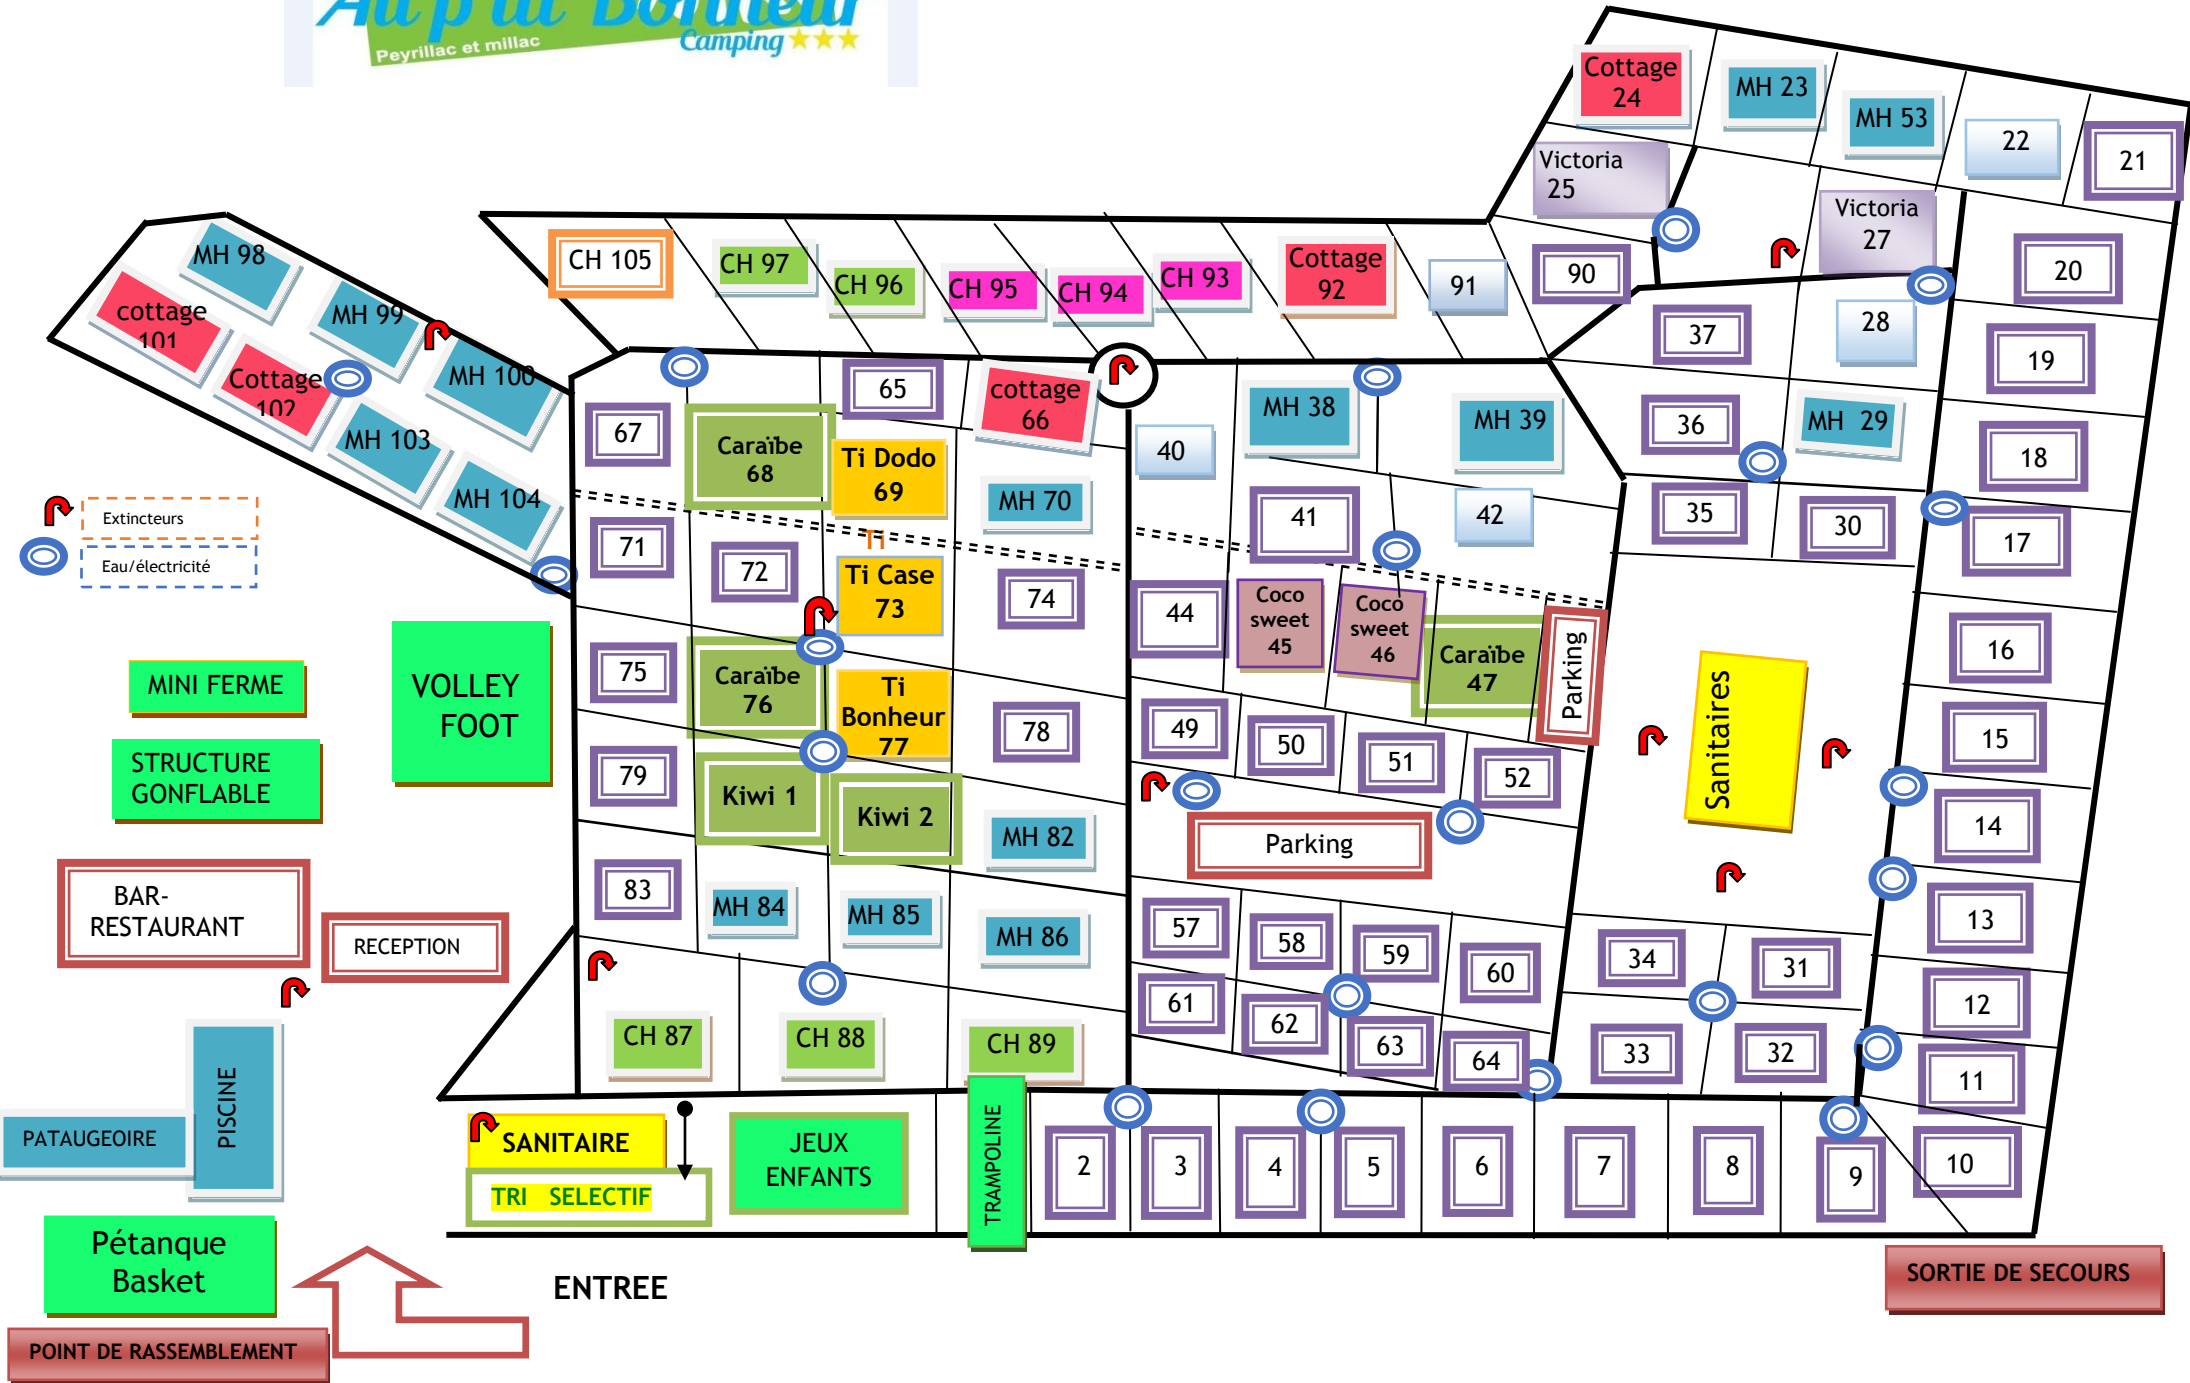 Au p'tit Bonheur
Camping
Peyrillac et millac
Cottage
24
MH 23
MH 53
22
21
Victoria
25
Victoria
27
20
90
37
28
19
36
MH 29
18
35
30
17
16
15
14
13
12
11
10
MH 98
cottage
101
MH 99
Cottage
102
MH 100
MH 103
MH 104
CH 105
CH 97
CH 96
CH 95
CH 94
CH 93
Cottage
92
91
Extincteurs
Eau/électricité
67
Caraïbe
68
65
Ti Dodo
69
cottage
66
MH 70
71
72
Ti
Ti Case
73
74
75
Caraïbe
76
Ti
Bonheur
77
78
79
Kiwi 1
Kiwi 2
MH 82
83
MH 84
MH 85
MH 86
CH 87
CH 88
CH 89
40
MH 38
MH 39
41
42
44
Coco
sweet
45
Coco
sweet
46
Caraïbe
47
Parking
49
50
51
52
Parking
57
58
59
60
61
62
63
64
Sanitaires
34
31
33
32
MINI FERME
STRUCTURE
GONFLABLE
VOLLEY
FOOT
BAR-
RESTAURANT
RECEPTION
PISCINE
PATAUGEOIRE
Pétanque
Basket
POINT DE RASSEMBLEMENT
SANITAIRE
TRI SELECTIF
JEUX
ENFANTS
TRAMPOLINE
2
3
4
5
6
7
8
9
ENTREE
SORTIE DE SECOURS